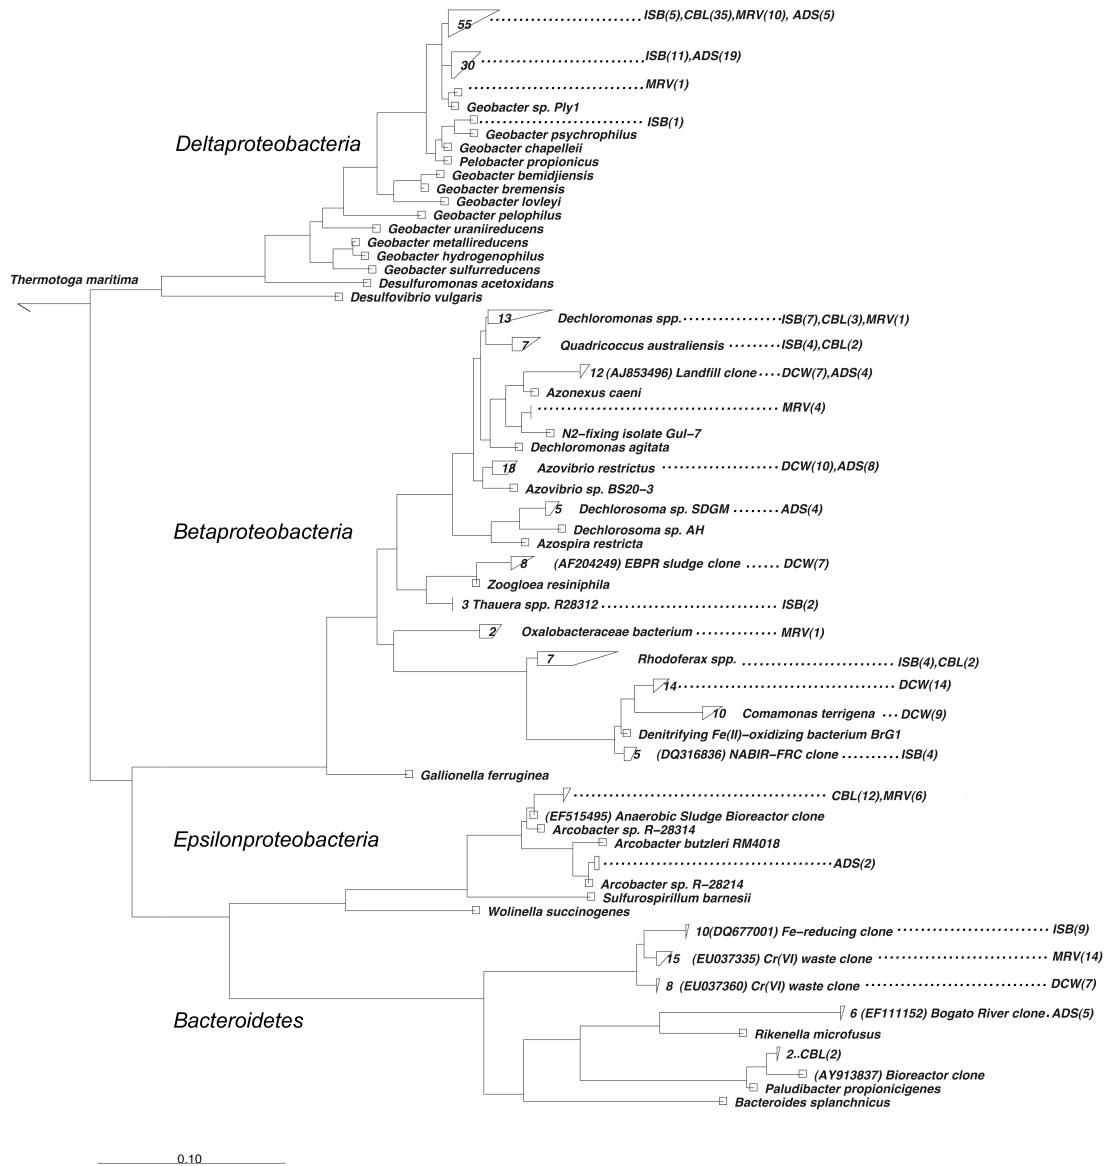 55 ISB(5),CBL(35),MRV(10), ADS(5)
30 ISB(11),ADS(19)
MRV(1)
Geobacter sp. Ply1
ISB(1)
Geobacter psychrophilus
Deltaproteobacteria
Geobacter chapelleii
Pelobacter propionicus
Geobacter bemidjiensis
Geobacter bremensis
Geobacter lovleyi
Geobacter pelophilus
Geobacter uraniireducens
Geobacter metallireducens
Geobacter hydrogenophilus
Geobacter sulfurreducens
Thermotoga maritima
Desulfuromonas acetoxidans
Desulfovibrio vulgaris
13 Dechloromonas spp. ISB(7),CBL(3),MRV(1)
7 Quadricoccus australiensis ISB(4),CBL(2)
12 (AJ853496) Landfill clone DCW(7),ADS(4)
Azonexus caeni
MRV(4)
N2−fixing isolate Gul−7
Dechloromonas agitata
18 Azovibrio restrictus DCW(10),ADS(8)
Azovibrio sp. BS20−3
5 Dechlorosoma sp. SDGM ADS(4)
Betaproteobacteria
Dechlorosoma sp. AH
Azospira restricta
8 (AF204249) EBPR sludge clone DCW(7)
Zoogloea resiniphila
3 Thauera spp. R28312 ISB(2)
2 Oxalobacteraceae bacterium MRV(1)
7 Rhodoferax spp. ISB(4),CBL(2)
14 DCW(14)
10 Comamonas terrigena DCW(9)
Denitrifying Fe(II)−oxidizing bacterium BrG1
5 (DQ316836) NABIR−FRC clone ISB(4)
Gallionella ferruginea
CBL(12),MRV(6)
(EF515495) Anaerobic Sludge Bioreactor clone
Arcobacter sp. R−28314
Epsilonproteobacteria
Arcobacter butzleri RM4018
ADS(2)
Arcobacter sp. R−28214
Sulfurospirillum barnesii
Wolinella succinogenes
10(DQ677001) Fe−reducing clone ISB(9)
15 (EU037335) Cr(VI) waste clone MRV(14)
8 (EU037360) Cr(VI) waste clone DCW(7)
6 (EF111152) Bogato River clone. ADS(5)
Bacteroidetes
Rikenella microfusus
2..CBL(2)
(AY913837) Bioreactor clone
Paludibacter propionicigenes
Bacteroides splanchnicus
0.10